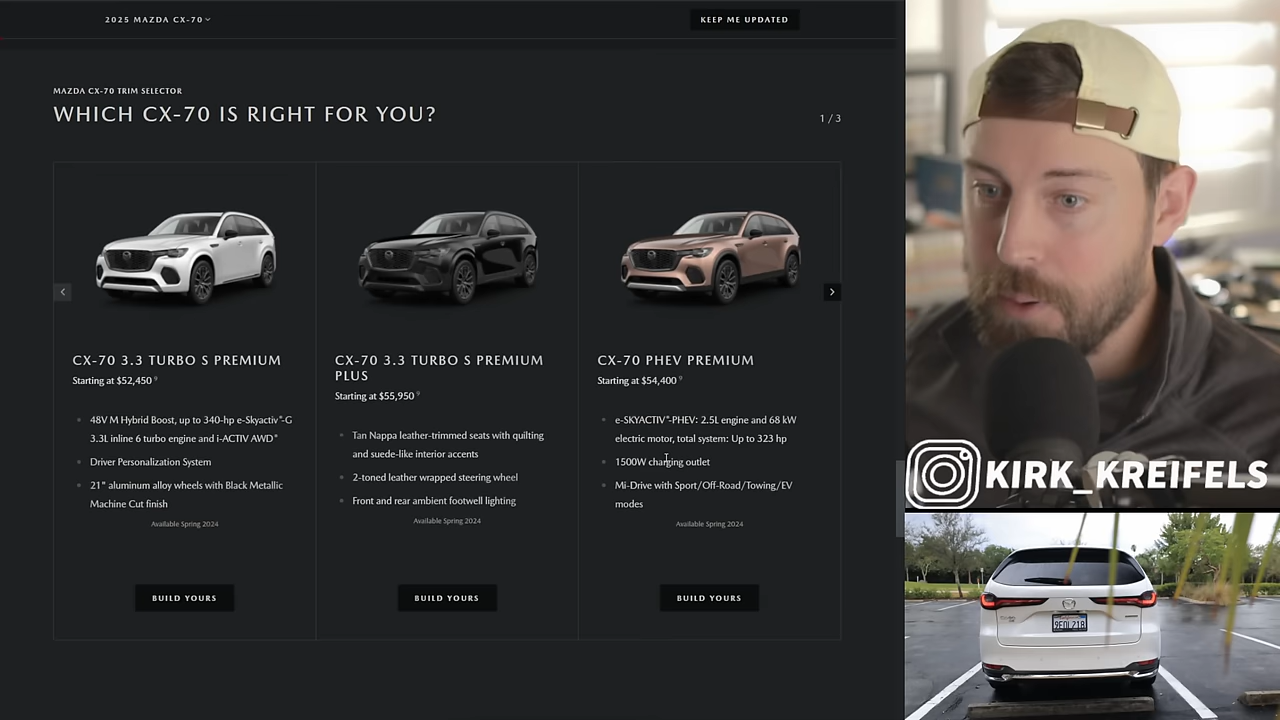 2025 MAZDA CX-70
KEEP ME UPDATED
MAZDA CX-70 TRIM SELECTOR
WHICH CX-70 IS RIGHT FOR YOU?
1 / 3
CX-70 3.3 TURBO S PREMIUM
Starting at $52,450 9
48V M Hybrid Boost, up to 340-hp e-Skyactiv®-G
3.3L inline 6 turbo engine and i-ACTIV AWD®
Driver Personalization System
21" aluminum alloy wheels with Black Metallic
Machine Cut finish
Available Spring 2024
BUILD YOURS
CX-70 3.3 TURBO S PREMIUM
PLUS
Starting at $55,950 9
Tan Nappa leather-trimmed seats with quilting
and suede-like interior accents
2-toned leather wrapped steering wheel
Front and rear ambient footwell lighting
Available Spring 2024
BUILD YOURS
CX-70 PHEV PREMIUM
Starting at $54,400 9
e-SKYACTIV®-PHEV: 2.5L engine and 68 kW
electric motor, total system: Up to 323 hp
1500W charging outlet
Mi-Drive with Sport/Off-Road/Towing/EV
modes
Available Spring 2024
BUILD YOURS
KIRK_KREIFELS